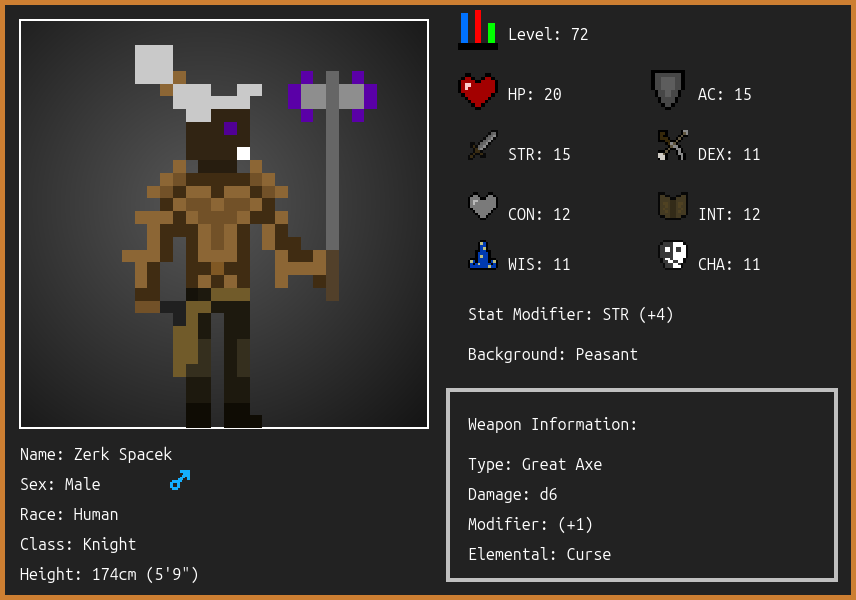 Level: 72
HP: 20
AC: 15
STR: 15
DEX: 11
CON: 12
INT: 12
WIS: 11
CHA: 11
Stat Modifier: STR (+4)
Background: Peasant
Weapon Information:
Type: Great Axe
Damage: d6
Modifier: (+1)
Elemental: Curse
Name: Zerk Spacek
Sex: Male
Race: Human
Class: Knight
Height: 174cm (5'9")